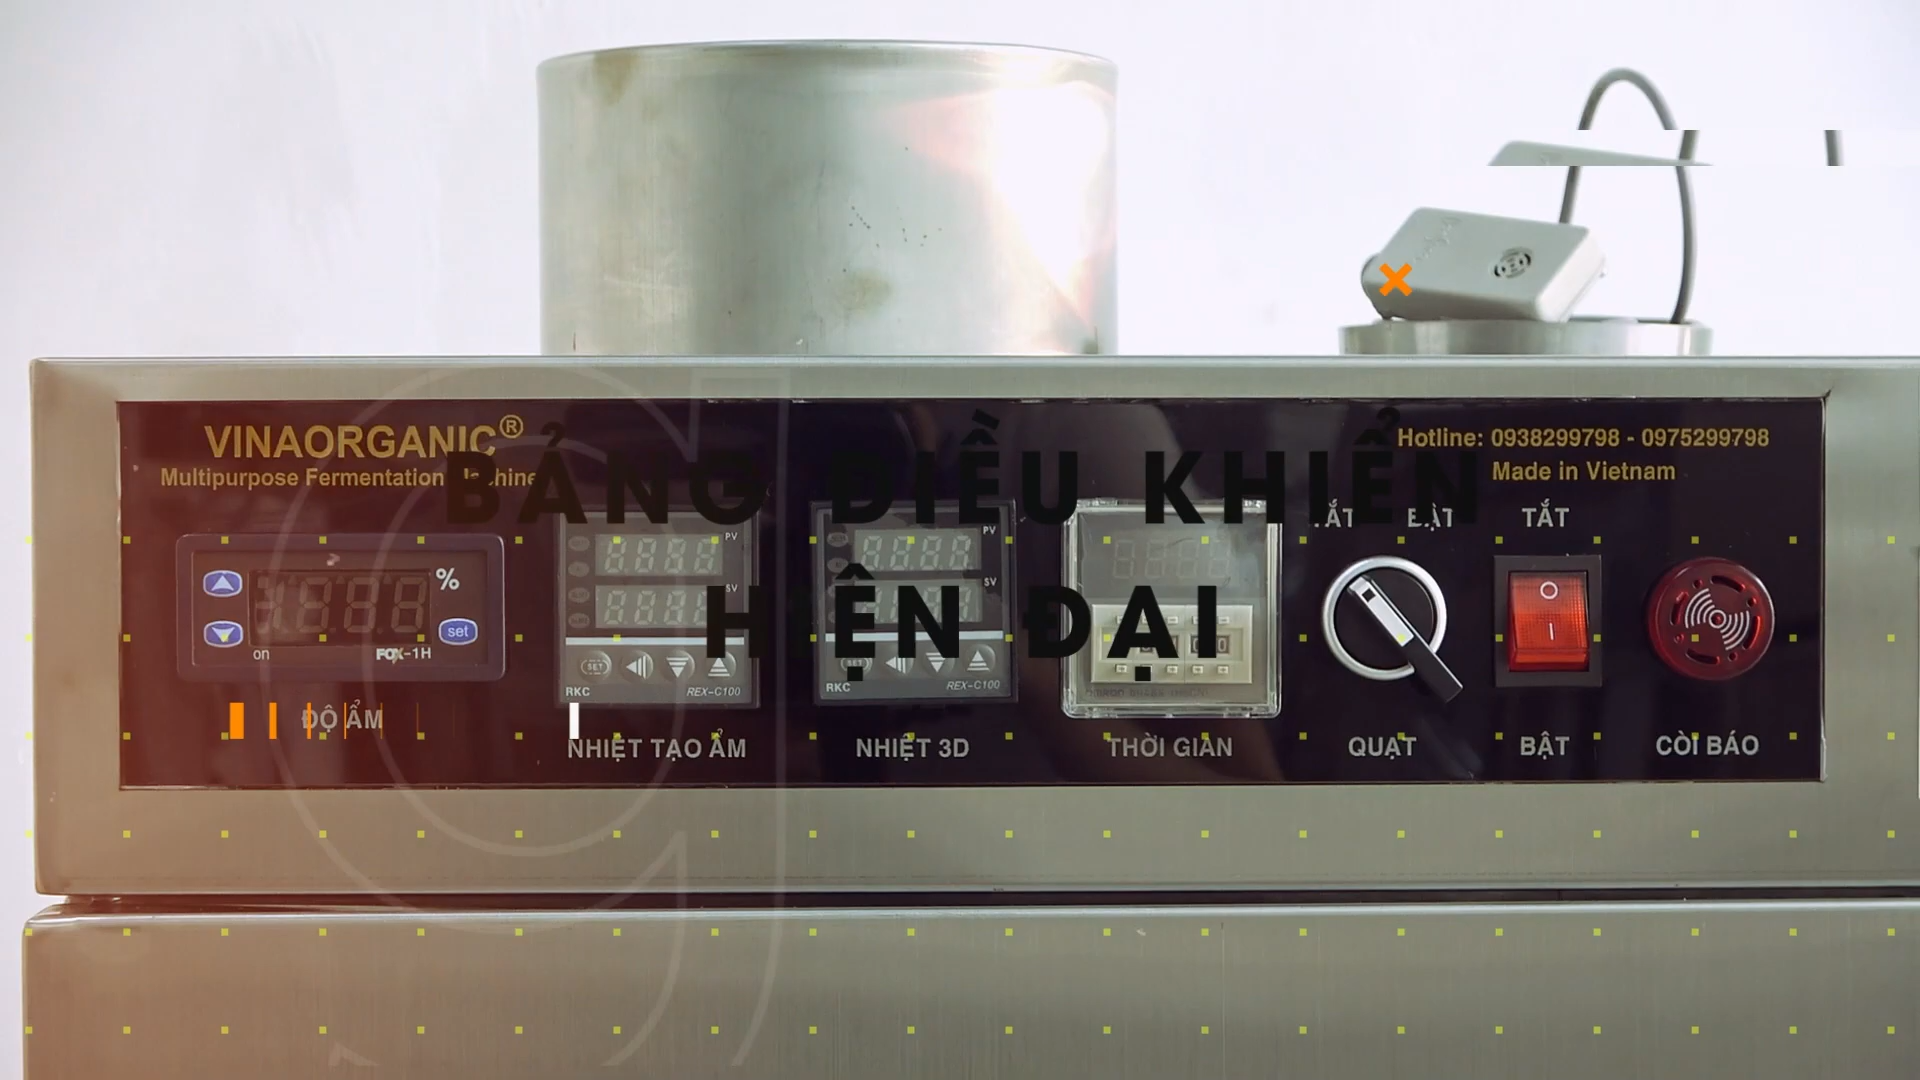 VINAORGANIC®
Multipurpose Fermentation Machine
Hotline: 0938299798 - 0975299798
Made in Vietnam
BẢNG ĐIỀU KHIỂN
HIỆN ĐẠI
TẮT BẬT TẮT
PV PV
SV SV
%
set
on FOX-1H
SET SET
RKC REX-C100 RKC REX-C100
ĐỘ ẨM
NHIỆT TẠO ẨM NHIỆT 3D THỜI GIAN QUẠT BẬT CÒI BÁO